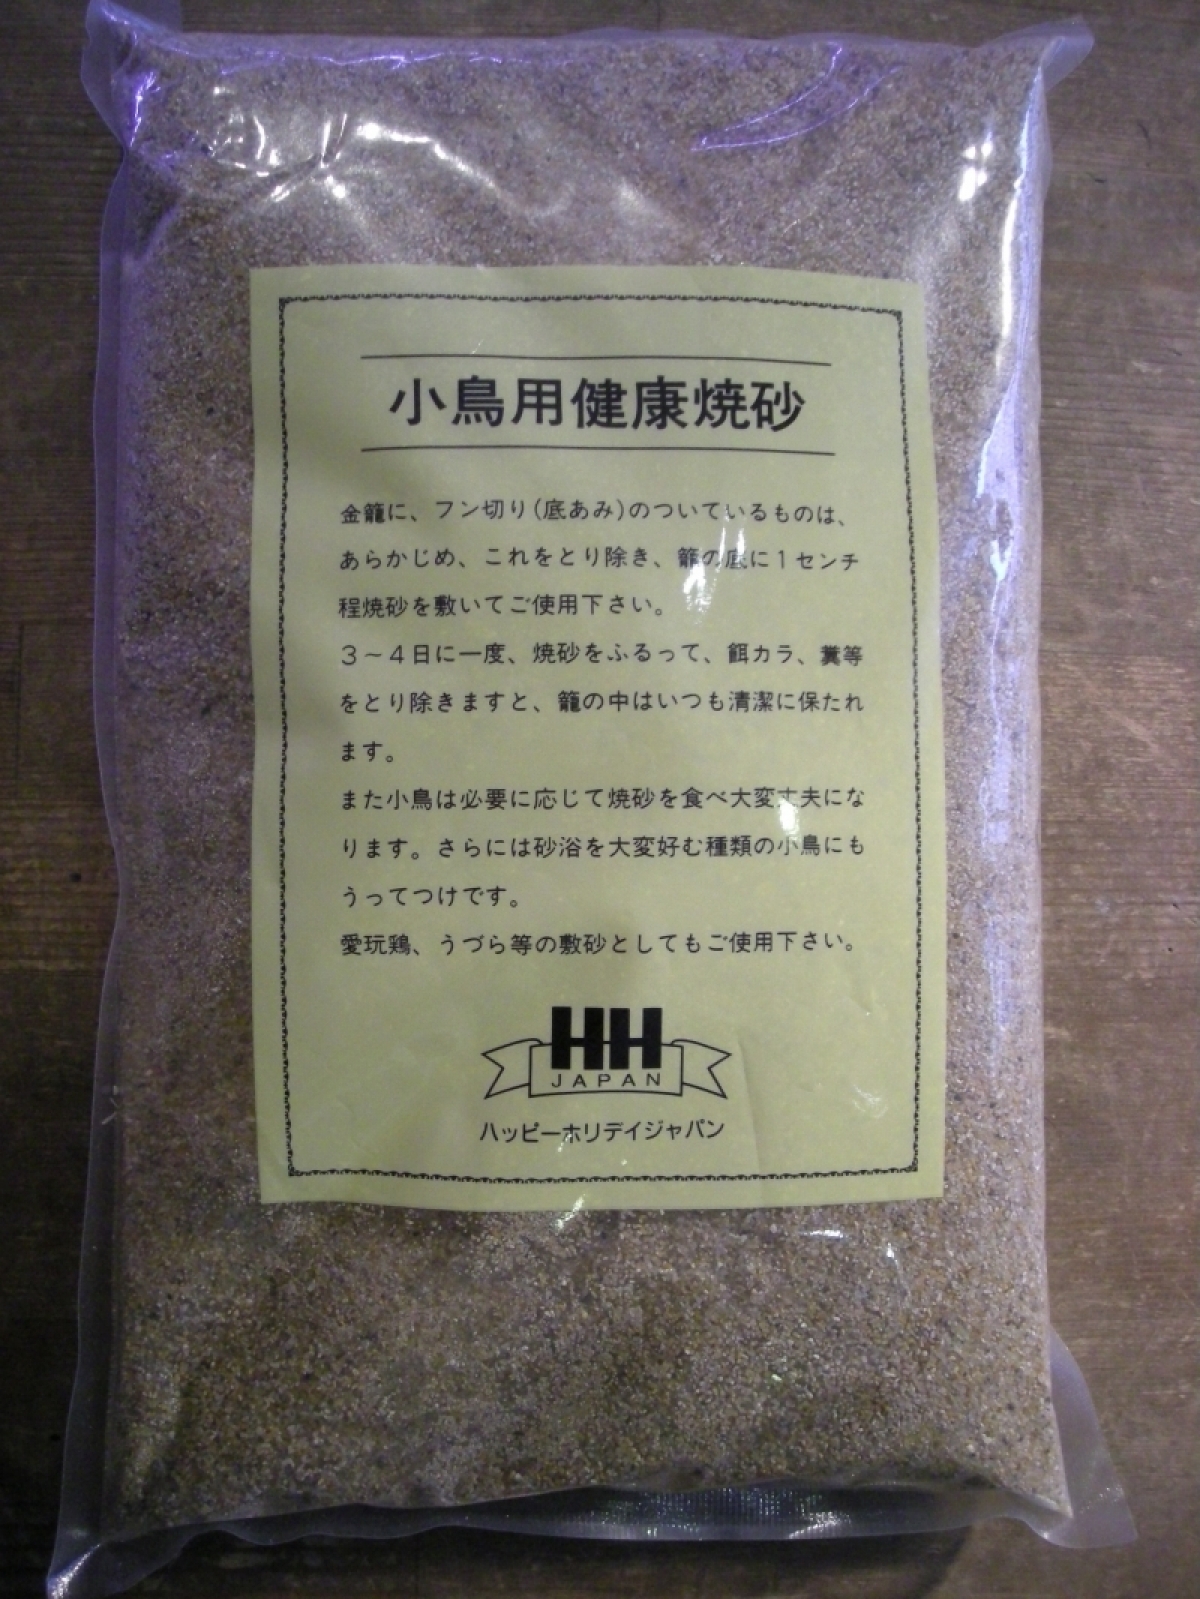 小鳥用健康焼砂
金籠に、フン切り(底あみ)のついているものは、
あらかじめ、これをとり除き、籠の底に1センチ
程焼砂を敷いてご使用下さい。
3~4日に一度、焼砂をふるって、餌カラ、糞等
をとり除きますと、籠の中はいつも清潔に保たれ
ます。
また小鳥は必要に応じて焼砂を食べ大変丈夫にな
ります。さらには砂浴を大変好む種類の小鳥にも
うってつけです。
愛玩鶏、うづら等の敷砂としてもご使用下さい。
HH
JAPAN
ハッピーホリデイジャパン